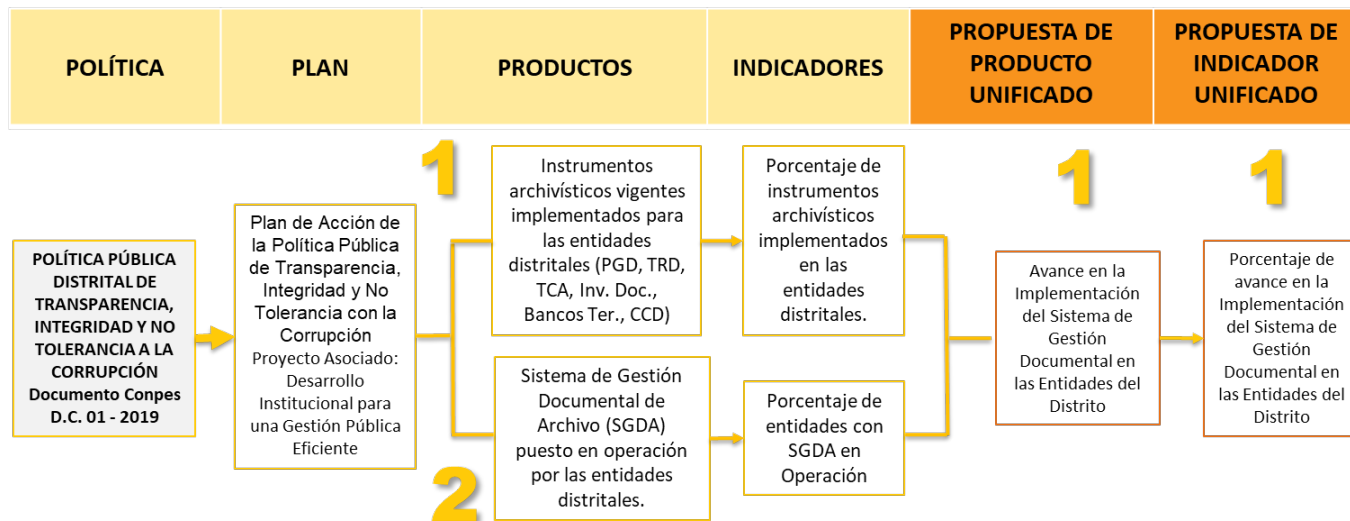 POLÍTICA
PLAN
PRODUCTOS
INDICADORES
PROPUESTA DE
PRODUCTO
UNIFICADO
PROPUESTA DE
INDICADOR
UNIFICADO
POLÍTICA PÚBLICA
DISTRITAL DE
TRANSPARENCIA,
INTEGRIDAD Y NO
TOLERANCIA A LA
CORRUPCIÓN
Documento Conpes
D.C. 01 - 2019
Plan de Acción de
la Política Pública
de Transparencia,
Integridad y No
Tolerancia con la
Corrupción
Proyecto Asociado:
Desarrollo
Institucional para
una Gestión Pública
Eficiente
1
Instrumentos
archivísticos vigentes
implementados para
las entidades
distritales (PGD, TRD,
TCA, Inv. Doc.,
Bancos Ter., CCD)
Porcentaje de
instrumentos
archivísticos
implementados
en las
entidades
distritales.
2
Sistema de Gestión
Documental de
Archivo (SGDA)
puesto en operación
por las entidades
distritales.
Porcentaje de
entidades con
SGDA en
Operación
1
Avance en la
Implementación
del Sistema de
Gestión
Documental en
las Entidades del
Distrito
1
Porcentaje de
avance en la
Implementación
del Sistema de
Gestión
Documental en
las Entidades del
Distrito